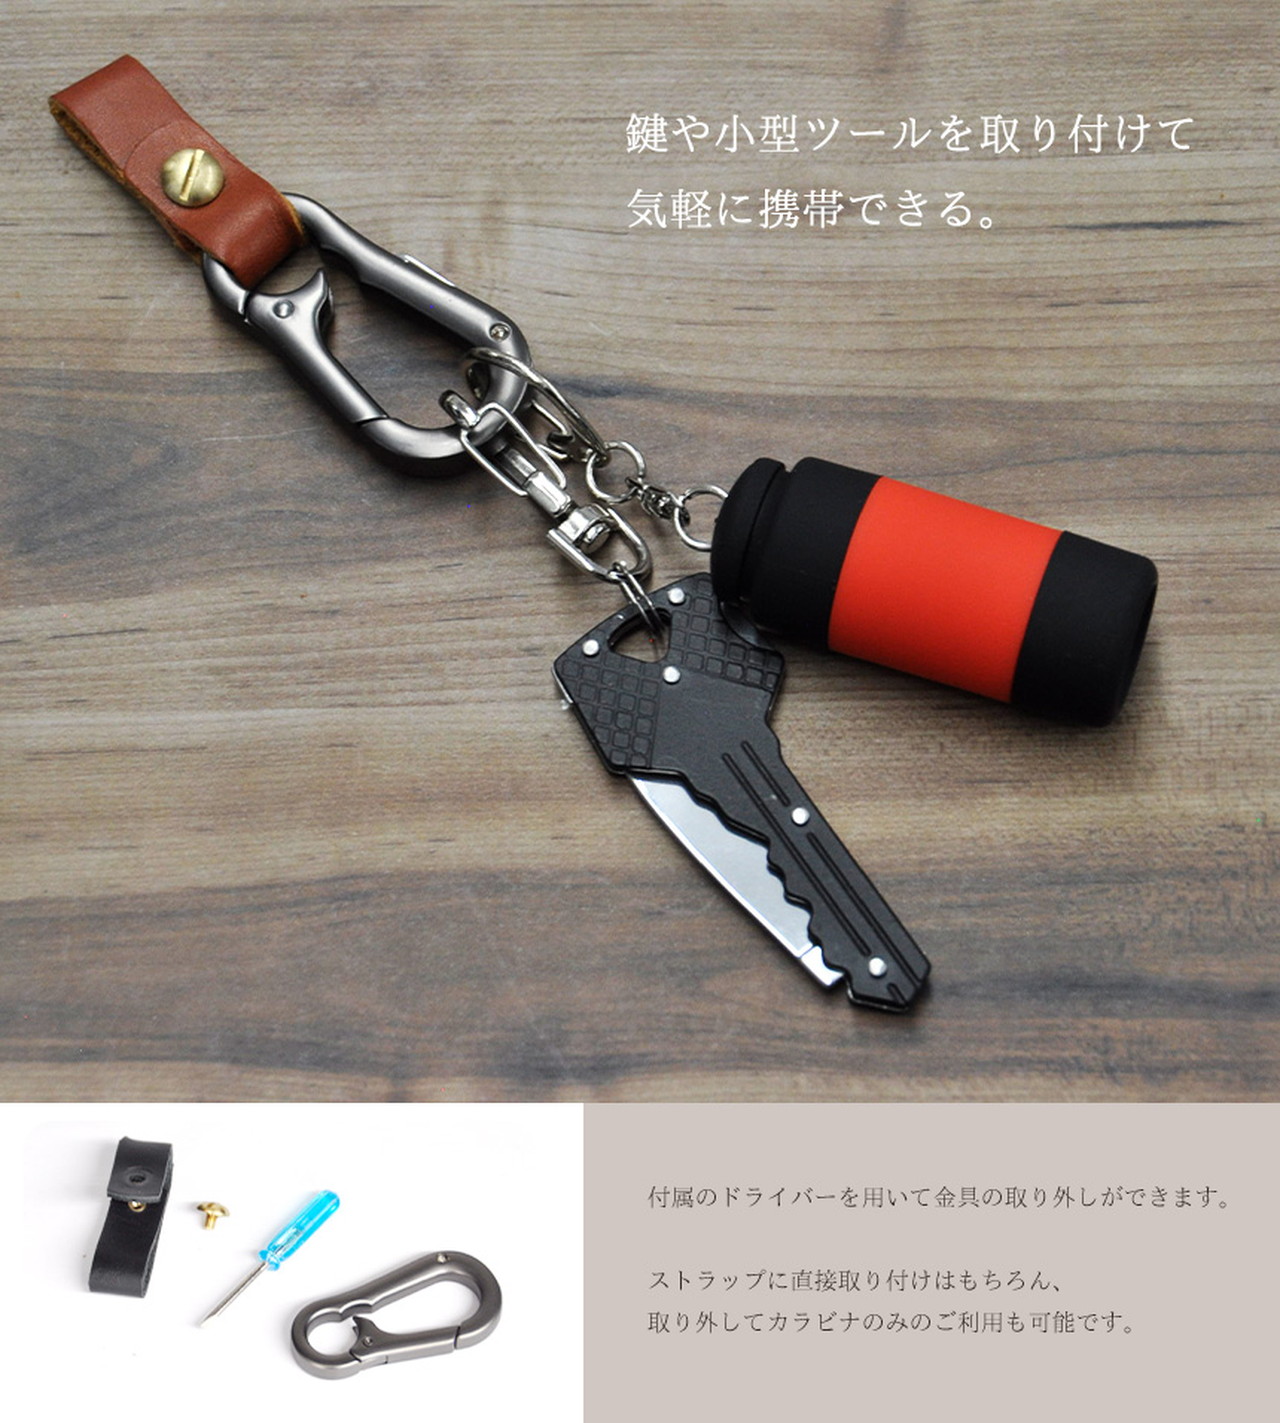 鍵や小型ツールを取り付けて
気軽に携帯できる。
付属のドライバーを用いて金具の取り外しができます。
ストラップに直接取り付けはもちろん、
取り外してカラビナのみのご利用も可能です。